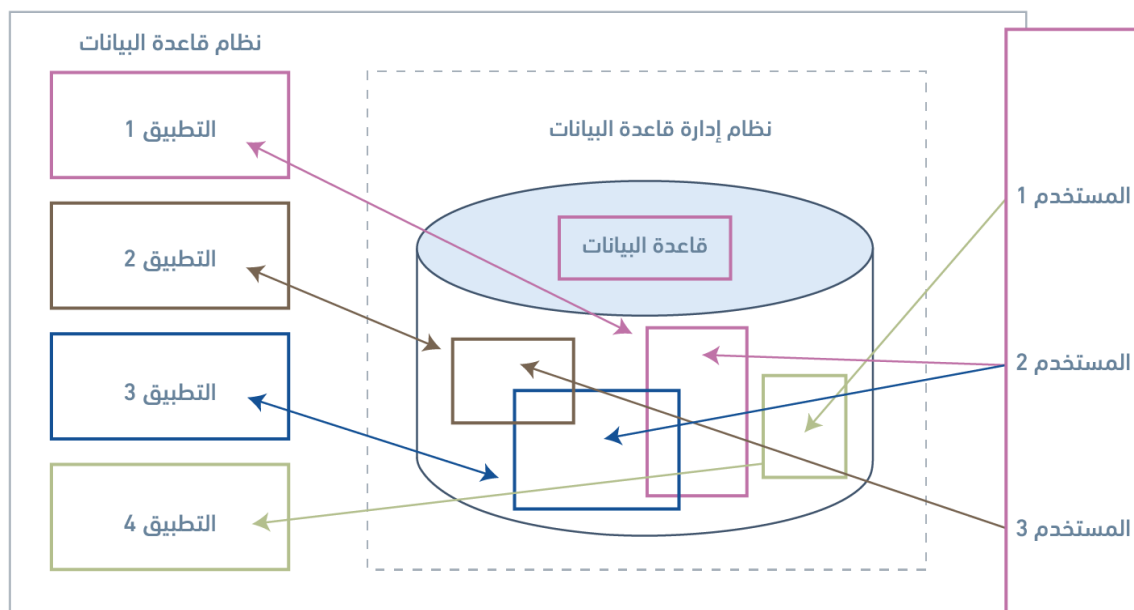 نظام قاعدة البيانات
التطبيق 1
التطبيق 2
التطبيق 3
التطبيق 4
نظام إدارة قاعدة البيانات
قاعدة البيانات
المستخدم 1
المستخدم 2
المستخدم 3